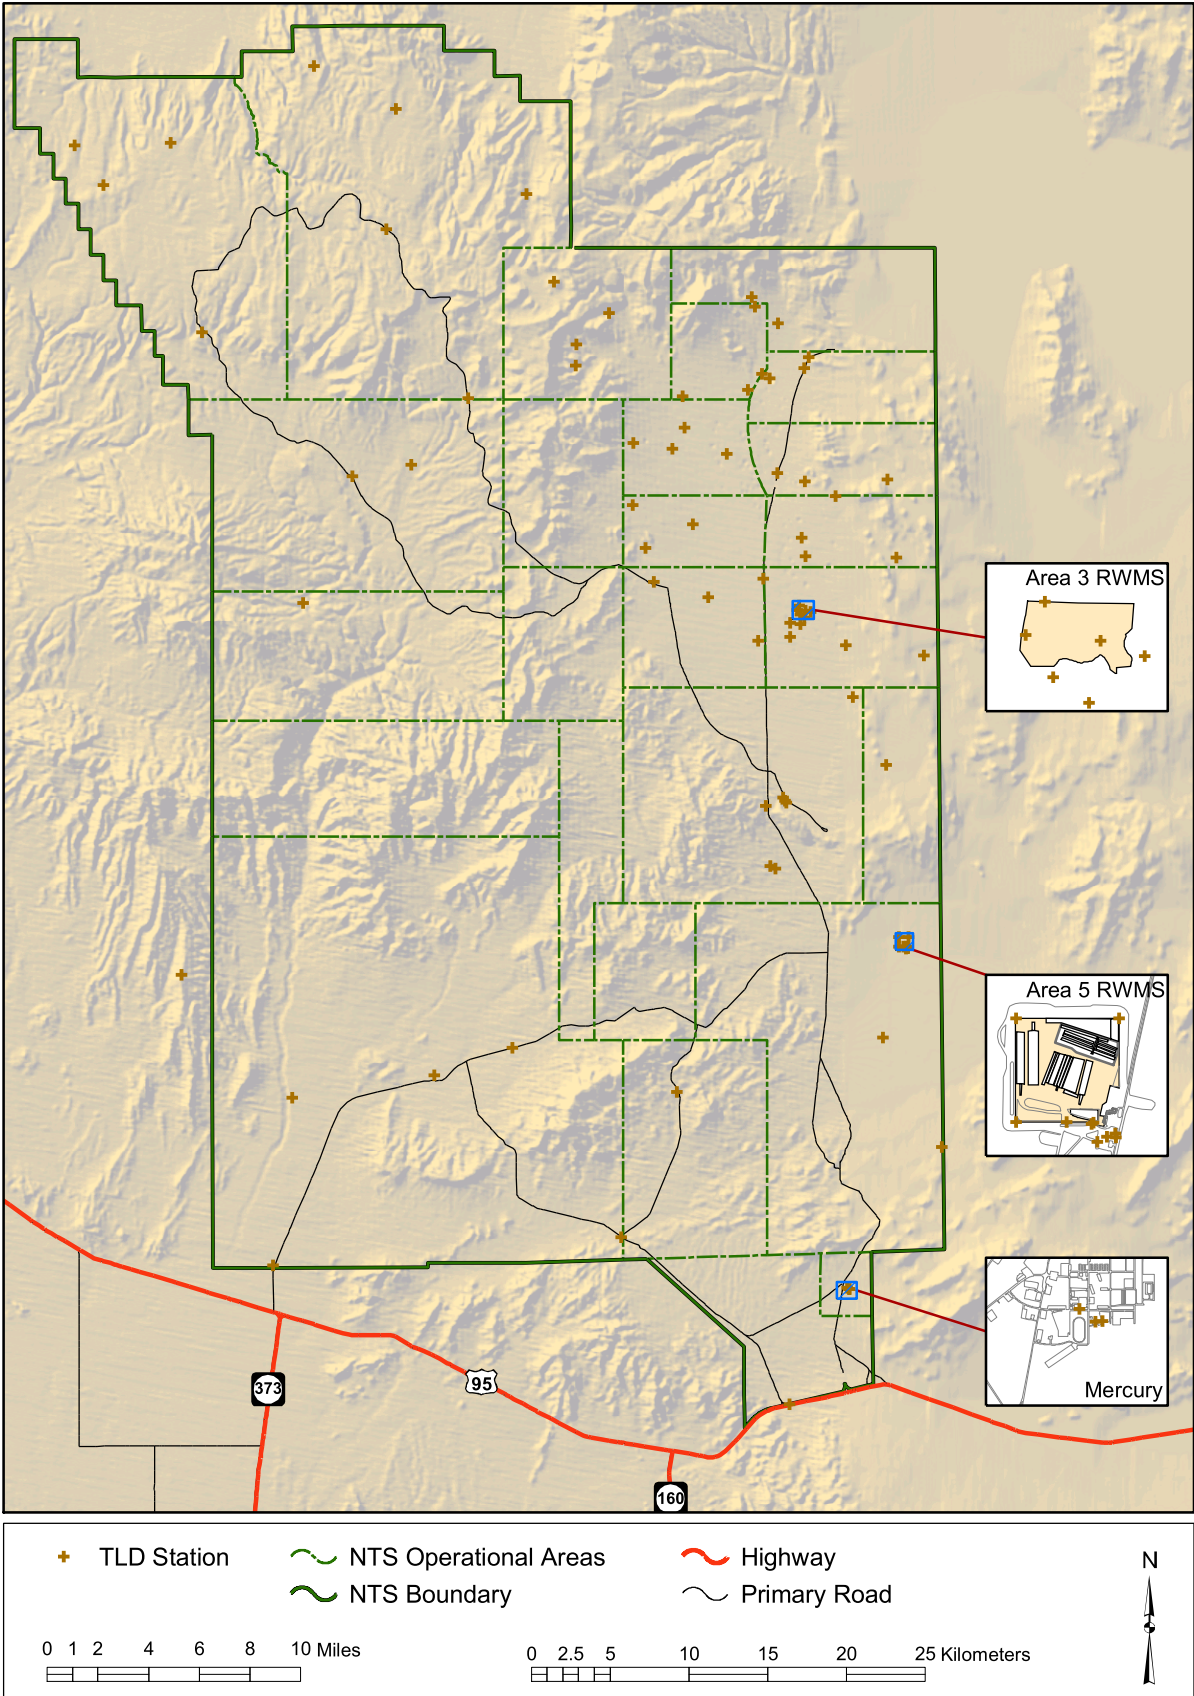 Area 3 RWMS
Area 5 RWMS
Mercury
373
95
160
TLD Station
NTS Operational Areas
Highway
NTS Boundary
Primary Road
N
0 1 2 4 6 8 10 Miles
0 2.5 5 10 15 20 25 Kilometers